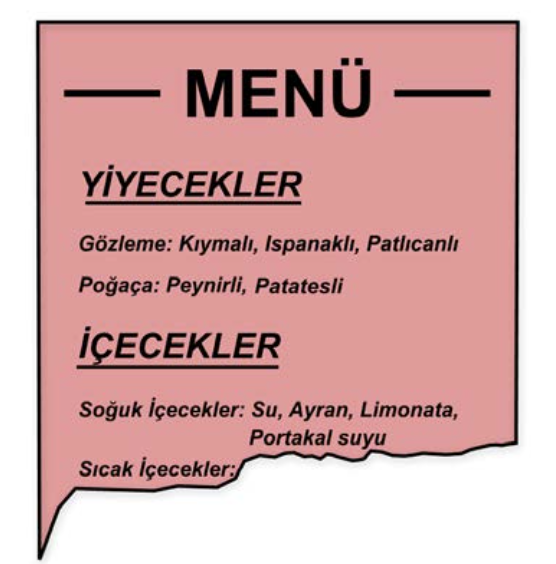 MENÜ
YİYECEKLER
Gözleme: Kıymalı, Ispanaklı, Patlıcanlı
Poğaça: Peynirli, Patatesli
İÇECEKLER
Soğuk İçecekler: Su, Ayran, Limonata,
Portakal suyu
Sıcak İçecekler: